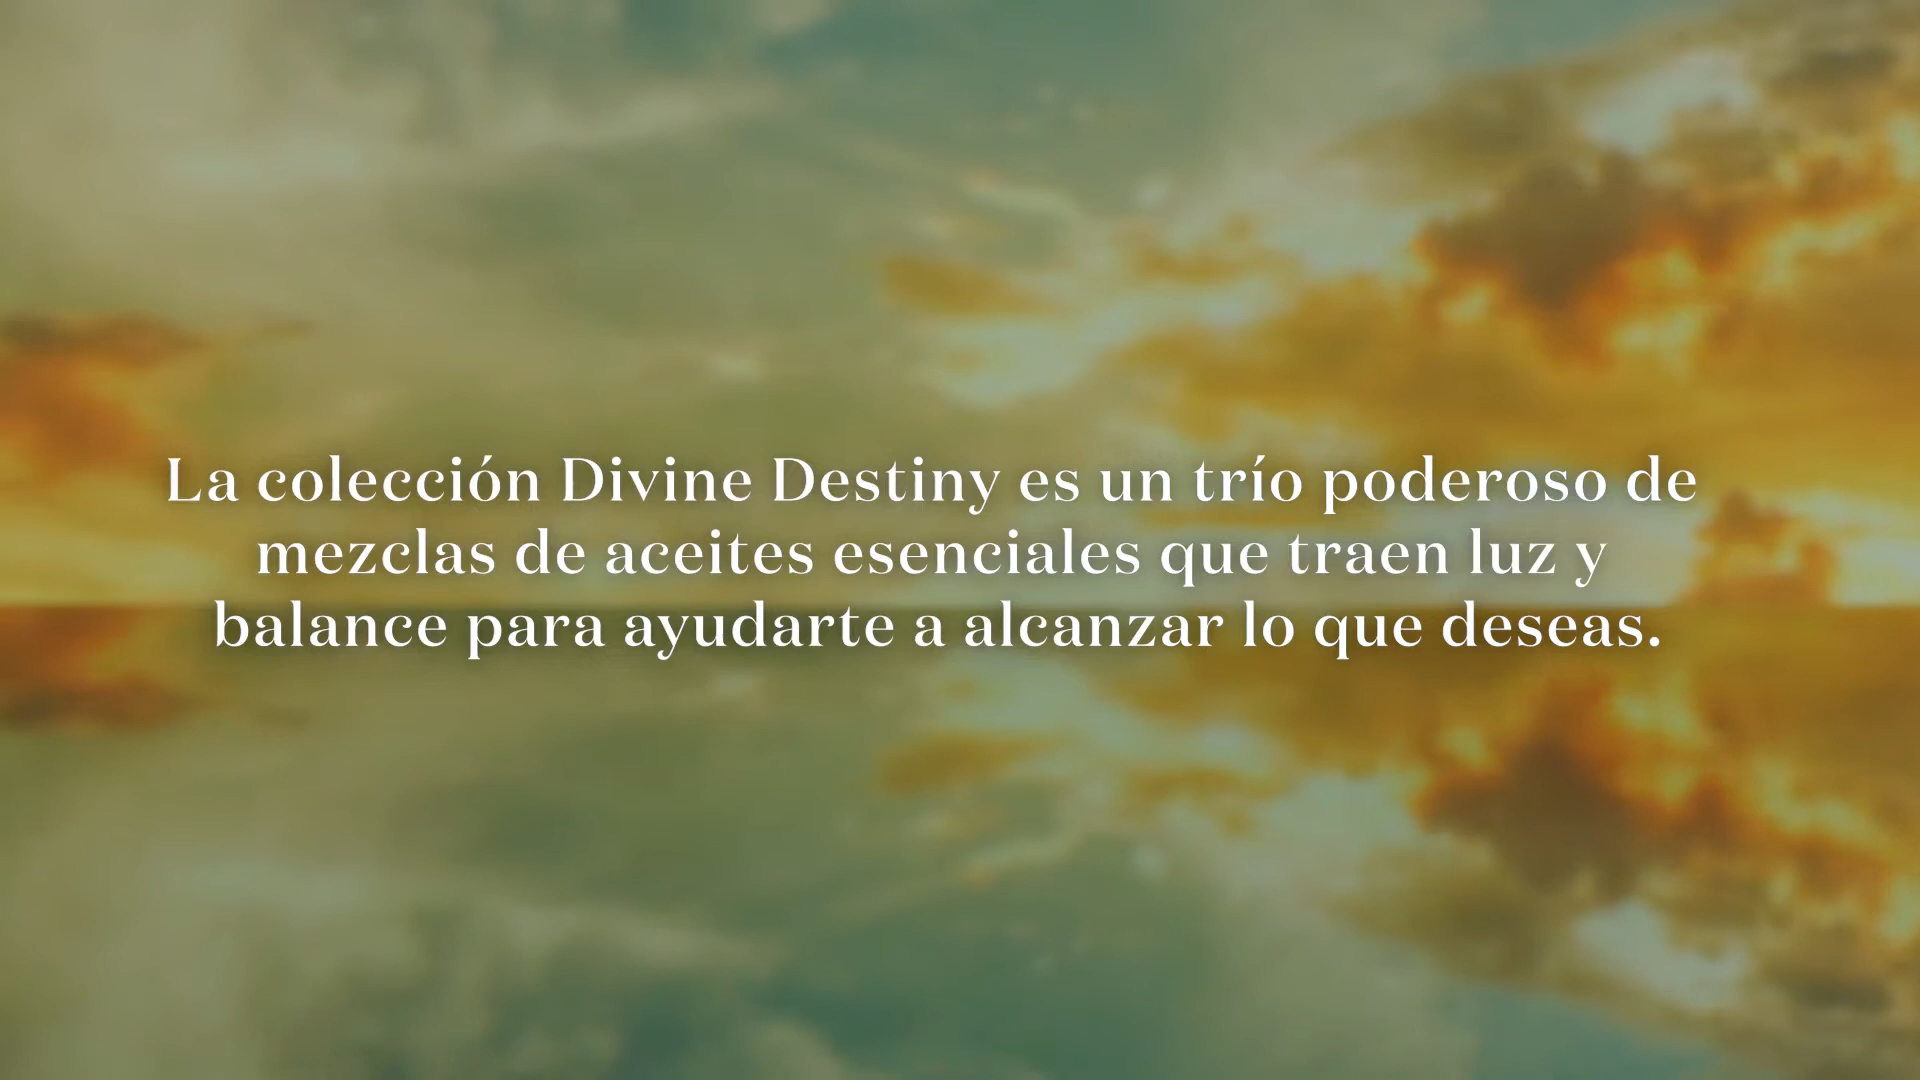 La colección Divine Destiny es un trío poderoso de
mezclas de aceites esenciales que traen luz y
balance para ayudarte a alcanzar lo que deseas.